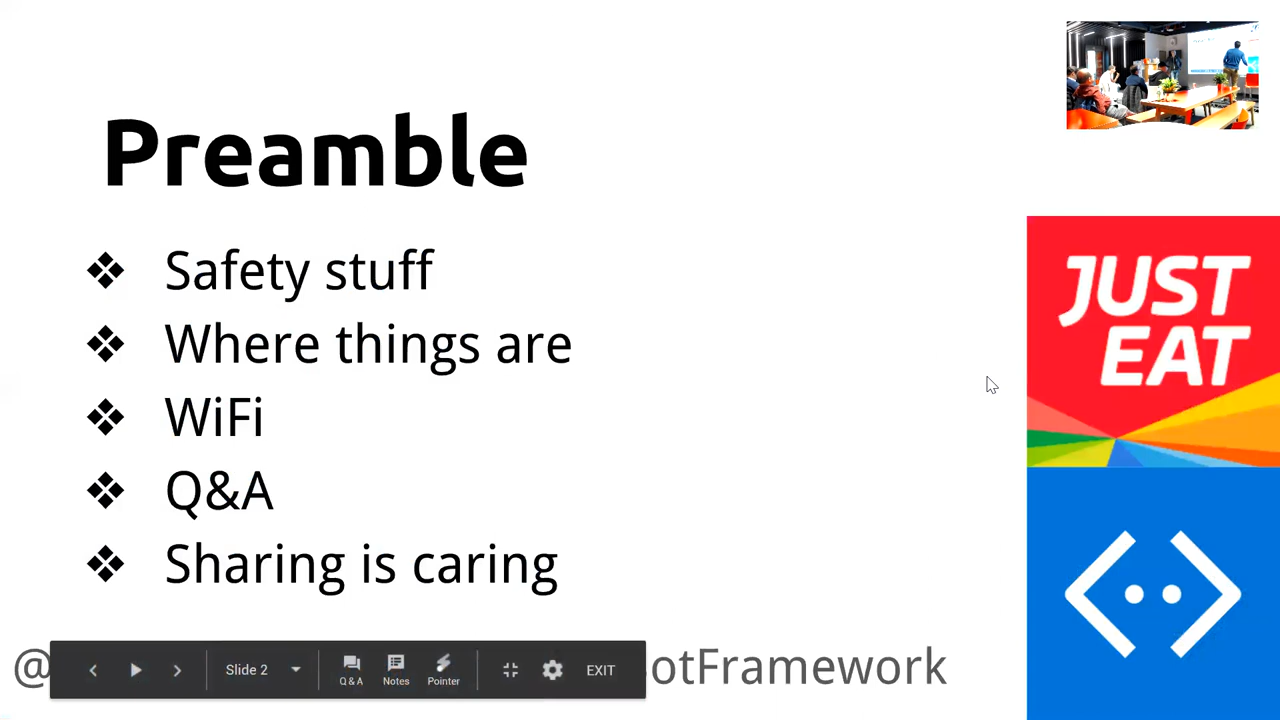 Preamble
❖ Safety stuff
❖ Where things are
❖ WiFi
❖ Q&A
❖ Sharing is caring
JUST
EAT
@
otFramework
Slide 2
Q & A
Notes
Pointer
EXIT